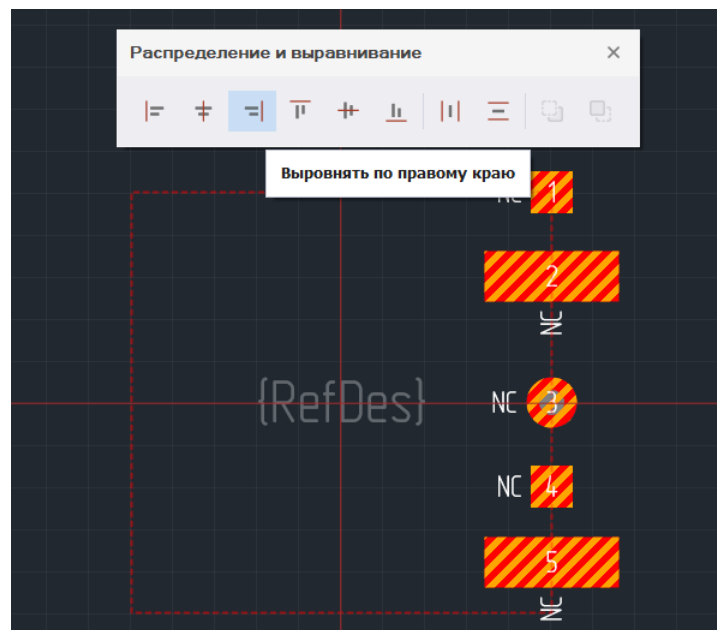 Распределение и выравнивание
Выровнять по правому краю
NC 1
2
NC
{RefDes}
NC 3
NC 4
5
NC